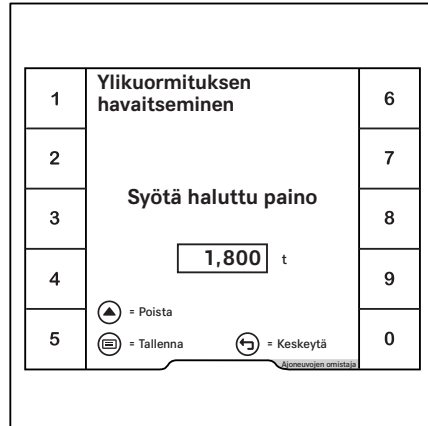 Ylikuormituksen
havaitseminen
1
2
3
4
5
6
7
8
9
0
Syötä haluttu paino
1,800 t
= Poista
= Tallenna
= Keskeytä
Ajoneuvojen omistaja